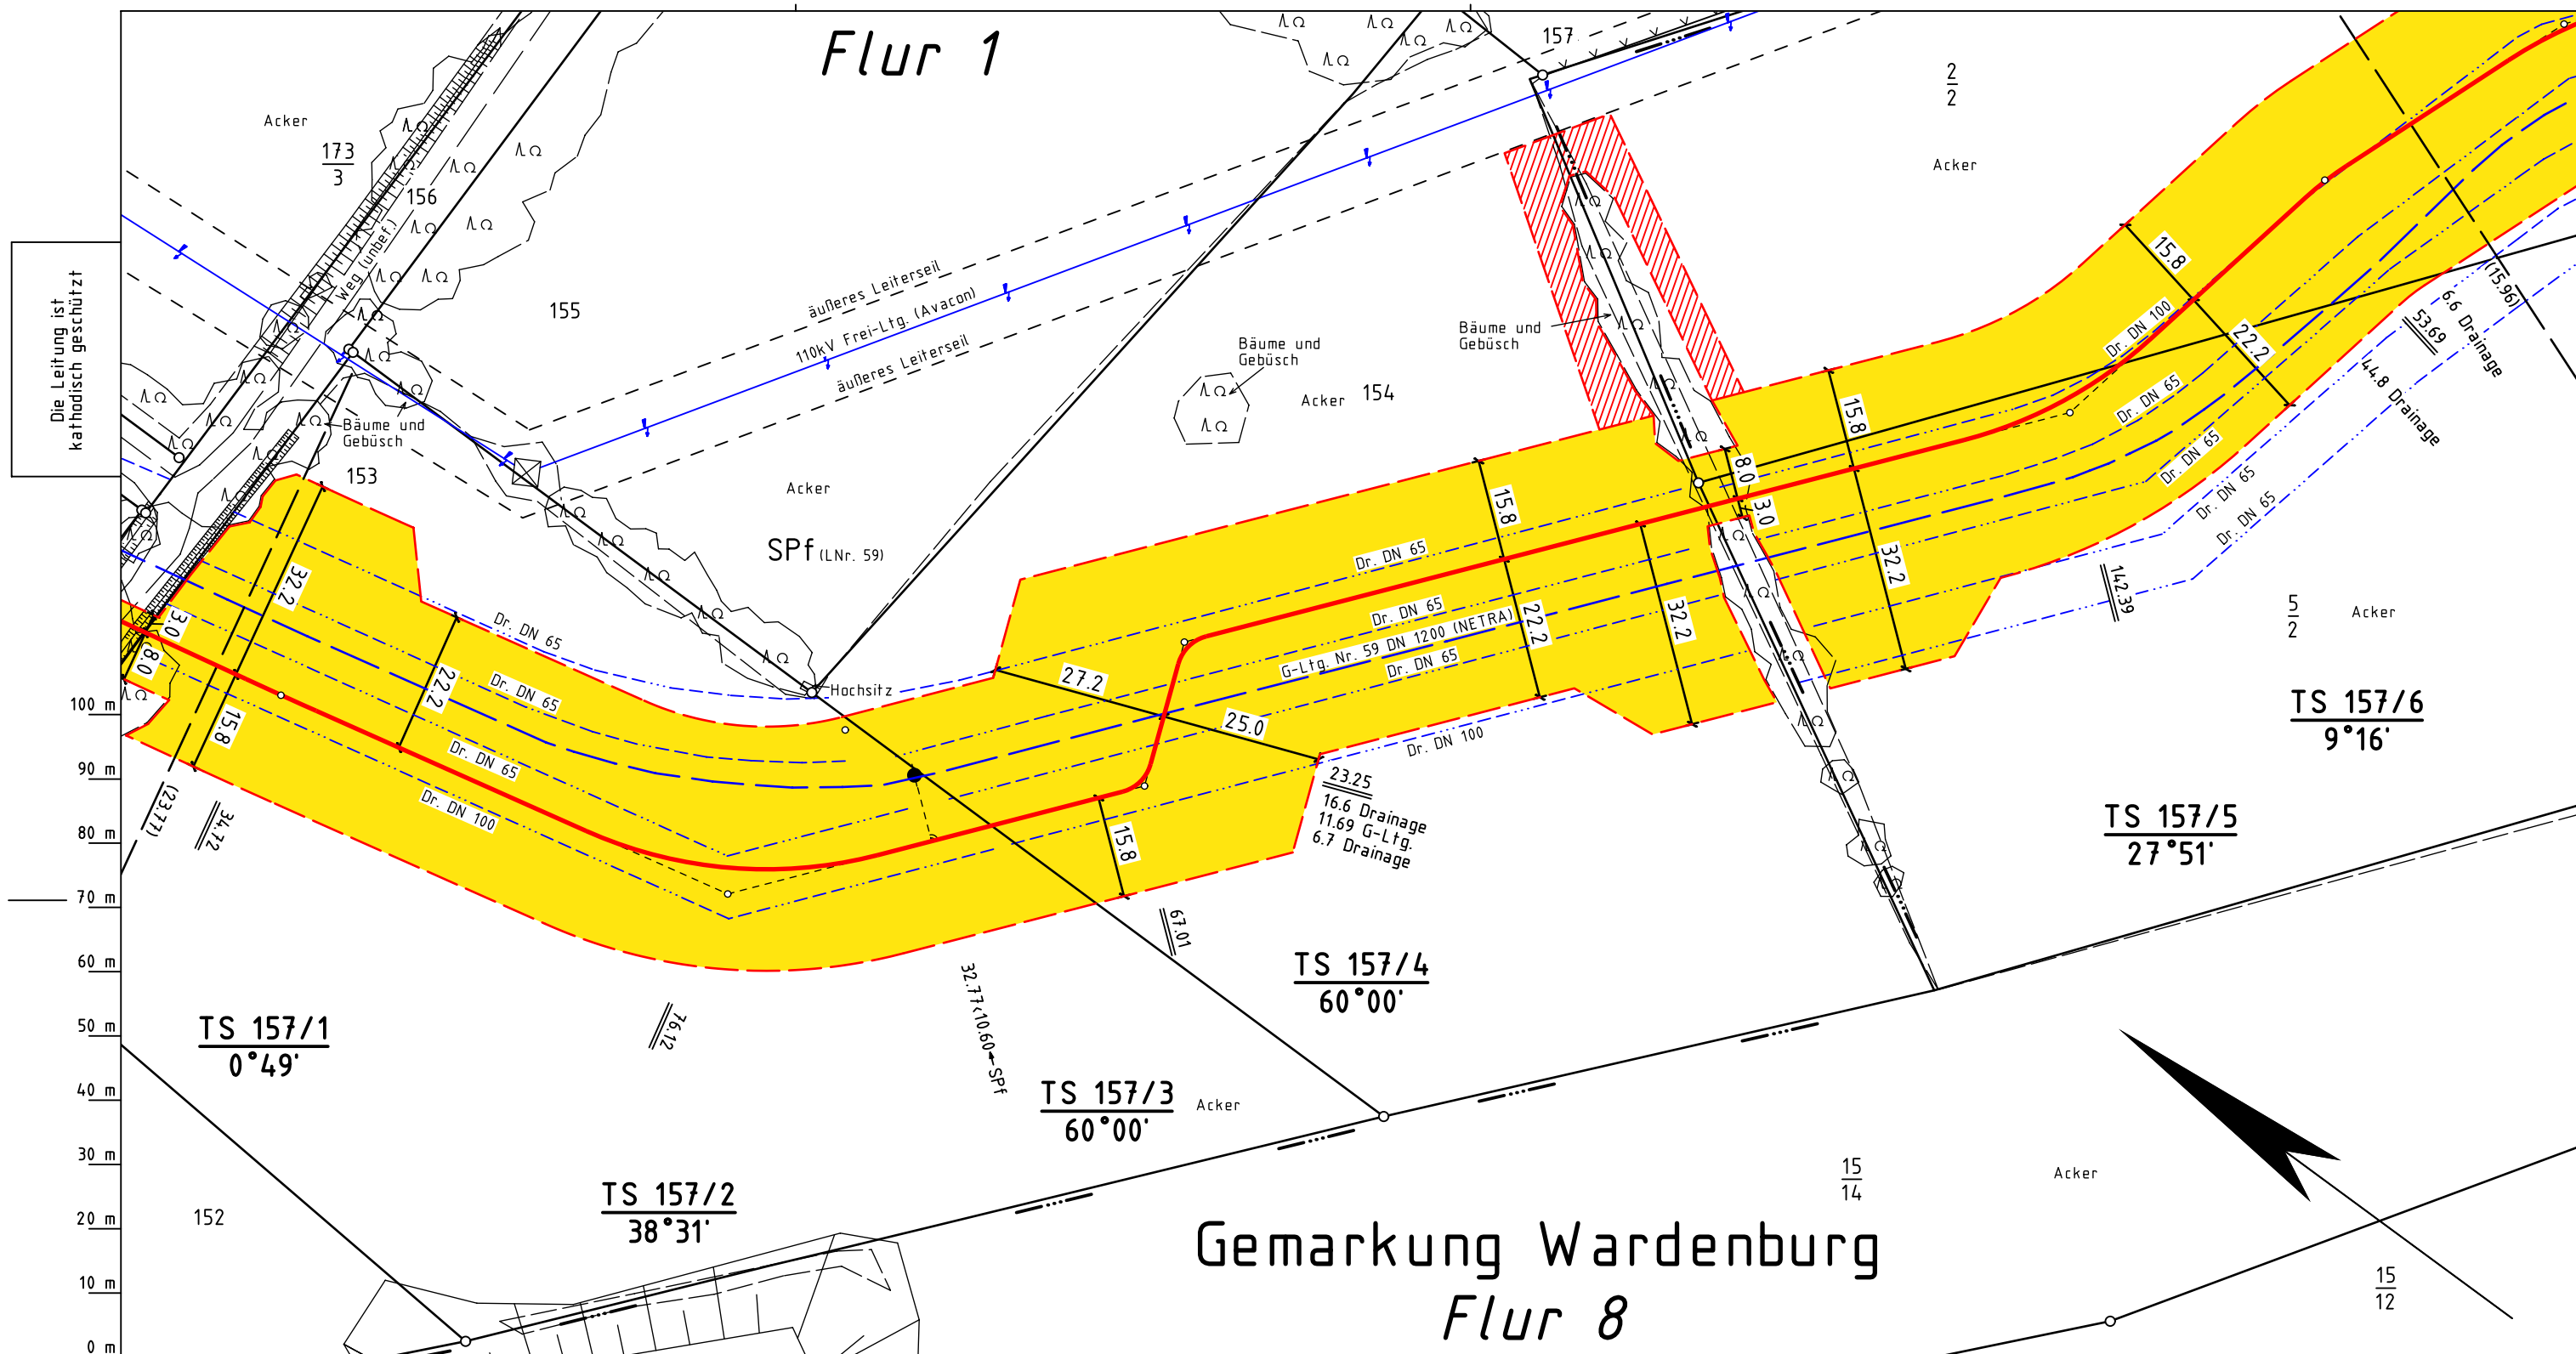 Flur 1
157
2
2
Acker
173
3
156
Weg (unbef.)
Acker
155
äußeres Leiterseil
110kV Frei-Ltg. (Avacon)
äußeres Leiterseil
Die Leitung ist
kathodisch geschützt
Bäume und
Gebüsch
Bäume und
Gebüsch
Bäume und
Gebüsch
Acker 154
153
Acker
SPf (LNr. 59)
15.8
22.2
Dr. DN 100
(15.96)
6.6 Drainage
53.69
44.8 Drainage
Dr. DN 65
Dr. DN 65
Dr. DN 65
Dr. DN 65
15.8
32.2
8.0
3.0
15.8
22.2
32.2
Dr. DN 65
Dr. DN 65
G-Ltg. Nr. 59 DN 1200 (NETRA)
Dr. DN 65
Dr. DN 100
142.39
5
2
Acker
32.2
3.0
8.0
15.8
22.2
Dr. DN 65
Dr. DN 65
Dr. DN 65
Dr. DN 100
Hochsitz
27.2
25.0
15.8
23.25
16.6 Drainage
11.69 G-Ltg.
6.7 Drainage
(23.77)
34.72
67.01
32.77<10.60←SPf
76.12
TS 157/6
9°16'
TS 157/5
27°51'
TS 157/4
60°00'
TS 157/3
60°00'
Acker
TS 157/1
0°49'
TS 157/2
38°31'
152
15
14
Acker
15
12
Gemarkung Wardenburg
Flur 8
100 m
90 m
80 m
70 m
60 m
50 m
40 m
30 m
20 m
10 m
0 m